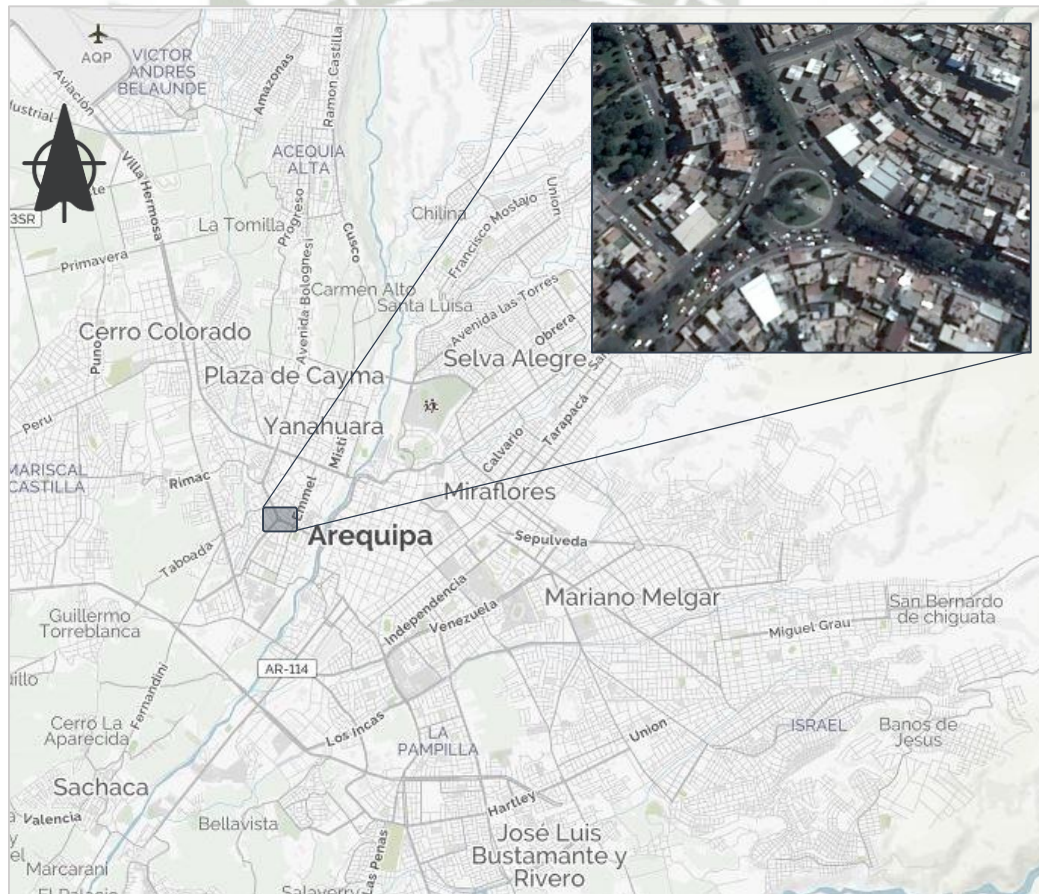 AQP
VICTOR
ANDRES
BELAUNDE
Aviación
ustrial
Amazonas
Ramon Castilla
ACEQUIA
ALTA
Villa Hermosa
3SR
La Tomilla
Progreso
Cusco
Chilina
Francisco Mostajo
Union
Primavera
Avenida Bolognesi
Carmen Alto
Santa Luisa
Avenida las Torres
Obrera
Cerro Colorado
Puno
Selva Alegre
Plaza de Cayma
Peru
Yanahuara
Misti
Calvario
Tarapacá
MARISCAL
CASTILLA
Rimac
Emmel
Miraflores
Arequipa
Sepulveda
Taboada
Independencia
Venezuela
Mariano Melgar
Guillermo
Torreblanca
San Bernardo
de chiguata
Miguel Grau
AR-114
Fernandini
illo
Cerro La
Aparecida
Los Incas
LA
PAMPILLA
Union
ISRAEL
Banos de
Jesus
Sachaca
Valencia
Bellavista
Hartley
José Luis
Bustamante y
Rivero
Las Penas
Marcarani
Salaverry